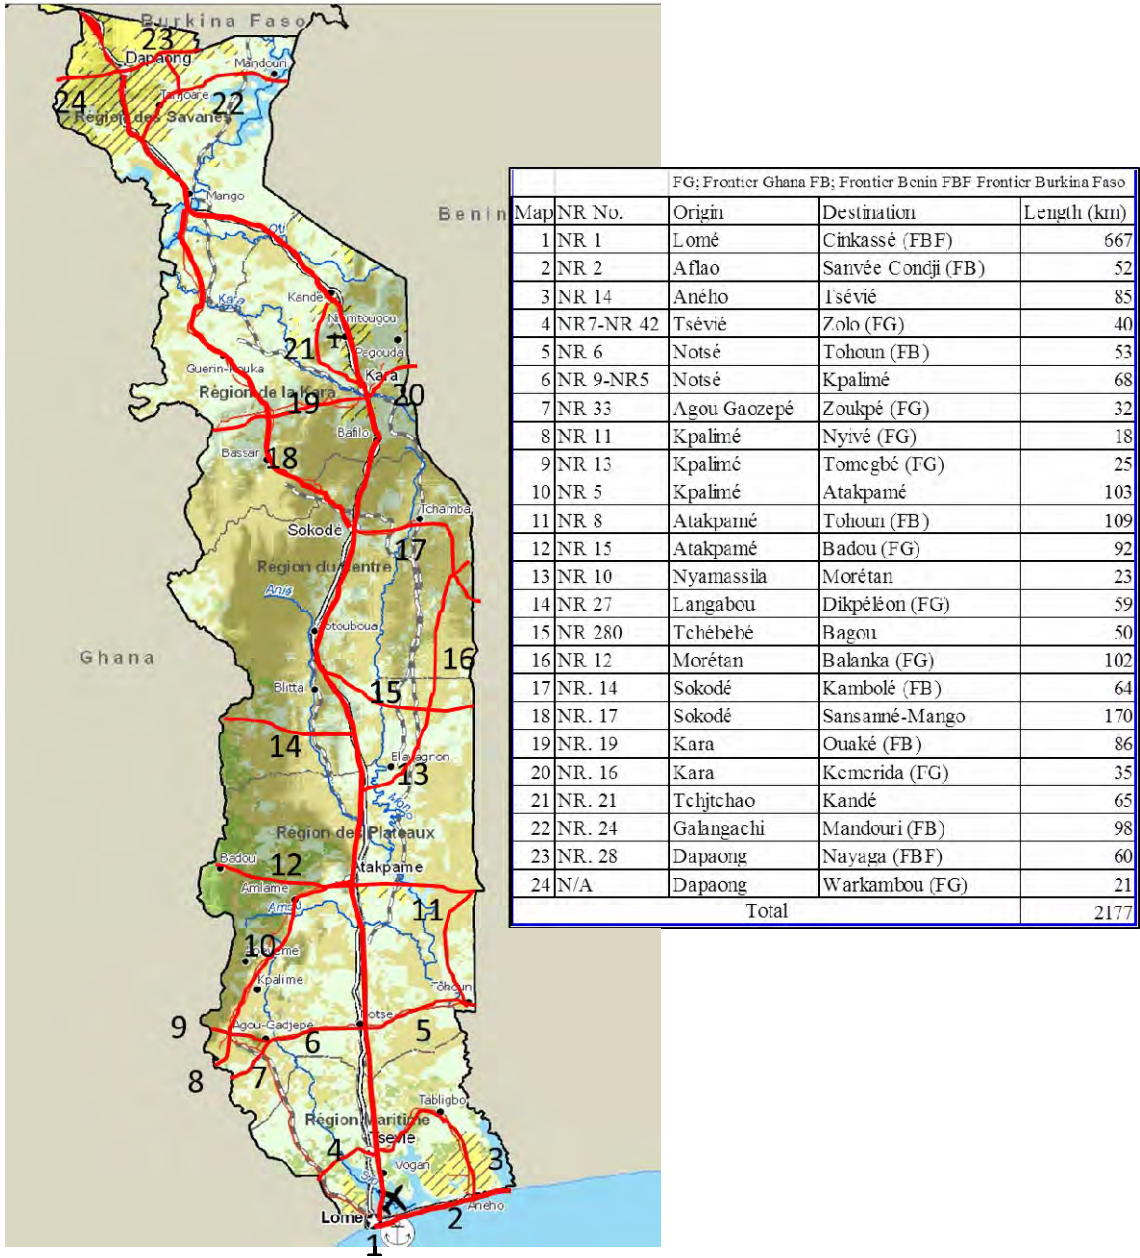 Burkina Faso
23
Dapaong
Mandouri
24
Tanjoare
22
Région des Savanes
Mango
Benin
Oti
Kara
Kandé
Niamtougou
21
Pagouda
Guerin-Kouka
Kara
Région de la Kara
20
19
Bafilo
Bassar
18
Tchamba
Sokodé
17
Région du Centre
Anié
Sotouboua
Ghana
16
Blitta
15
14
Elavagnon
13
Mono
Région des Plateaux
Badou
12
Atakpame
Amlame
Amou
11
10
Kpalime
Tohoun
9
Agou-Gadjepe
Notse
5
6
8
7
Tabligbo
Région Maritime
Tsevie
4
Vogan
3
Aneho
Lome
2
1
FG; Frontier Ghana FB; Frontier Benin FBF Frontier Burkina Faso
Map NR No. Origin Destination Length (km)
1 NR 1 Lomé Cinkassé (FBF) 667
2 NR 2 Aflao Sanvée Condji (FB) 52
3 NR 14 Aného Tsévié 85
4 NR7-NR 42 Tsévié Zolo (FG) 40
5 NR 6 Notsé Tohoun (FB) 53
6 NR 9-NR5 Notsé Kpalimé 68
7 NR 33 Agou Gaozepé Zoukpé (FG) 32
8 NR 11 Kpalimé Nyivé (FG) 18
9 NR 13 Kpalimé Tomegbé (FG) 25
10 NR 5 Kpalimé Atakpamé 103
11 NR 8 Atakpamé Tohoun (FB) 109
12 NR 15 Atakpamé Badou (FG) 92
13 NR 10 Nyamassila Morétan 23
14 NR 27 Langabou Dikpéléon (FG) 59
15 NR 280 Tchébébé Bagou 50
16 NR 12 Morétan Balanka (FG) 102
17 NR. 14 Sokodé Kambolé (FB) 64
18 NR. 17 Sokodé Sansanné-Mango 170
19 NR. 19 Kara Ouaké (FB) 86
20 NR. 16 Kara Kemerida (FG) 35
21 NR. 21 Tchjtchao Kandé 65
22 NR. 24 Galangachi Mandouri (FB) 98
23 NR. 28 Dapaong Nayaga (FBF) 60
24 N/A Dapaong Warkambou (FG) 21
Total 2177